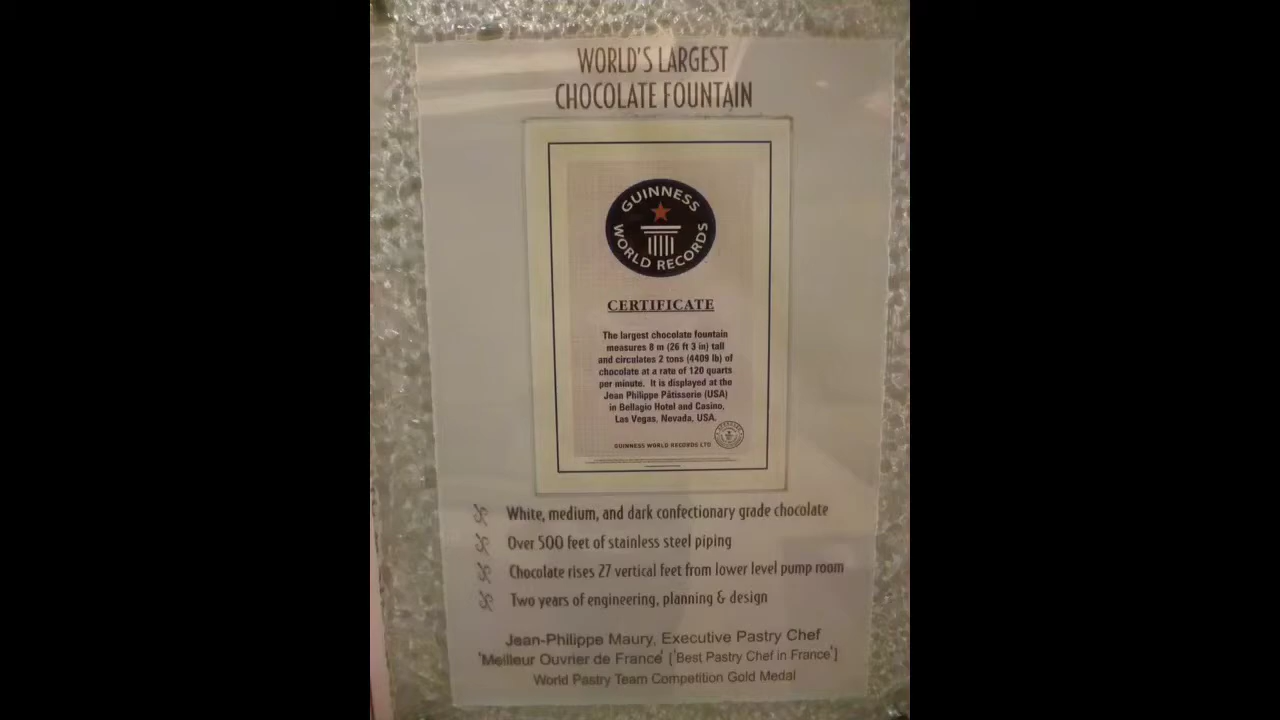 WORLD'S LARGEST
CHOCOLATE FOUNTAIN
GUINNESS
WORLD RECORDS
CERTIFICATE
The largest chocolate fountain
measures 8 m (26 ft 3 in) tall
and circulates 2 tons (4409 lb) of
chocolate at a rate of 120 quarts
per minute. It is displayed at the
Jean Philippe Pâtisserie (USA)
in Bellagio Hotel and Casino,
Las Vegas, Nevada, USA.
GUINNESS WORLD RECORDS LTD
White, medium, and dark confectionary grade chocolate
Over 500 feet of stainless steel piping
Chocolate rises 27 vertical feet from lower level pump room
Two years of engineering, planning & design
Jean-Philippe Maury, Executive Pastry Chef
'Meilleur Ouvrier de France' ['Best Pastry Chef in France']
World Pastry Team Competition Gold Medal